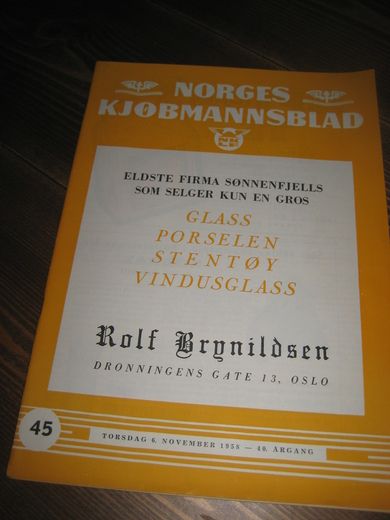 NORGES
KJØBMANNSBLAD
ELDSTE FIRMA SØNNENFJELLS
SOM SELGER KUN EN GROS
GLASS
PORSELEN
STENTØY
VINDUSGLASS
Rolf Brynildsen
DRONNINGENS GATE 13, OSLO
45
TORSDAG 6. NOVEMBER 1958 — 40. ÅRGANG